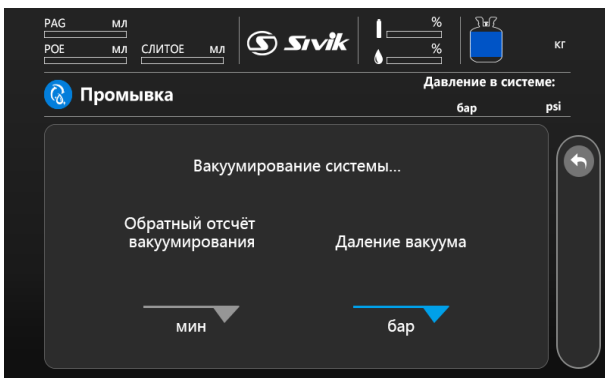 PAG мл
POE мл СЛИТОЕ мл
Sivik
%
%
кг
Промывка
Давление в системе:
бар psi
Вакуумирование системы...
Обратный отсчёт
вакуумирования
Даление вакуума
мин
бар